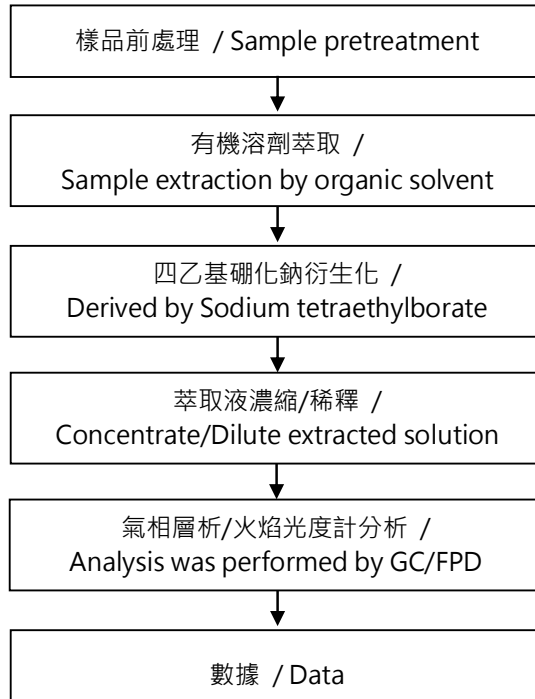 樣品前處理 / Sample pretreatment
有機溶劑萃取 /
Sample extraction by organic solvent
四乙基硼化鈉衍生化 /
Derived by Sodium tetraethylborate
萃取液濃縮/稀釋 /
Concentrate/Dilute extracted solution
氣相層析/火焰光度計分析 /
Analysis was performed by GC/FPD
數據 / Data